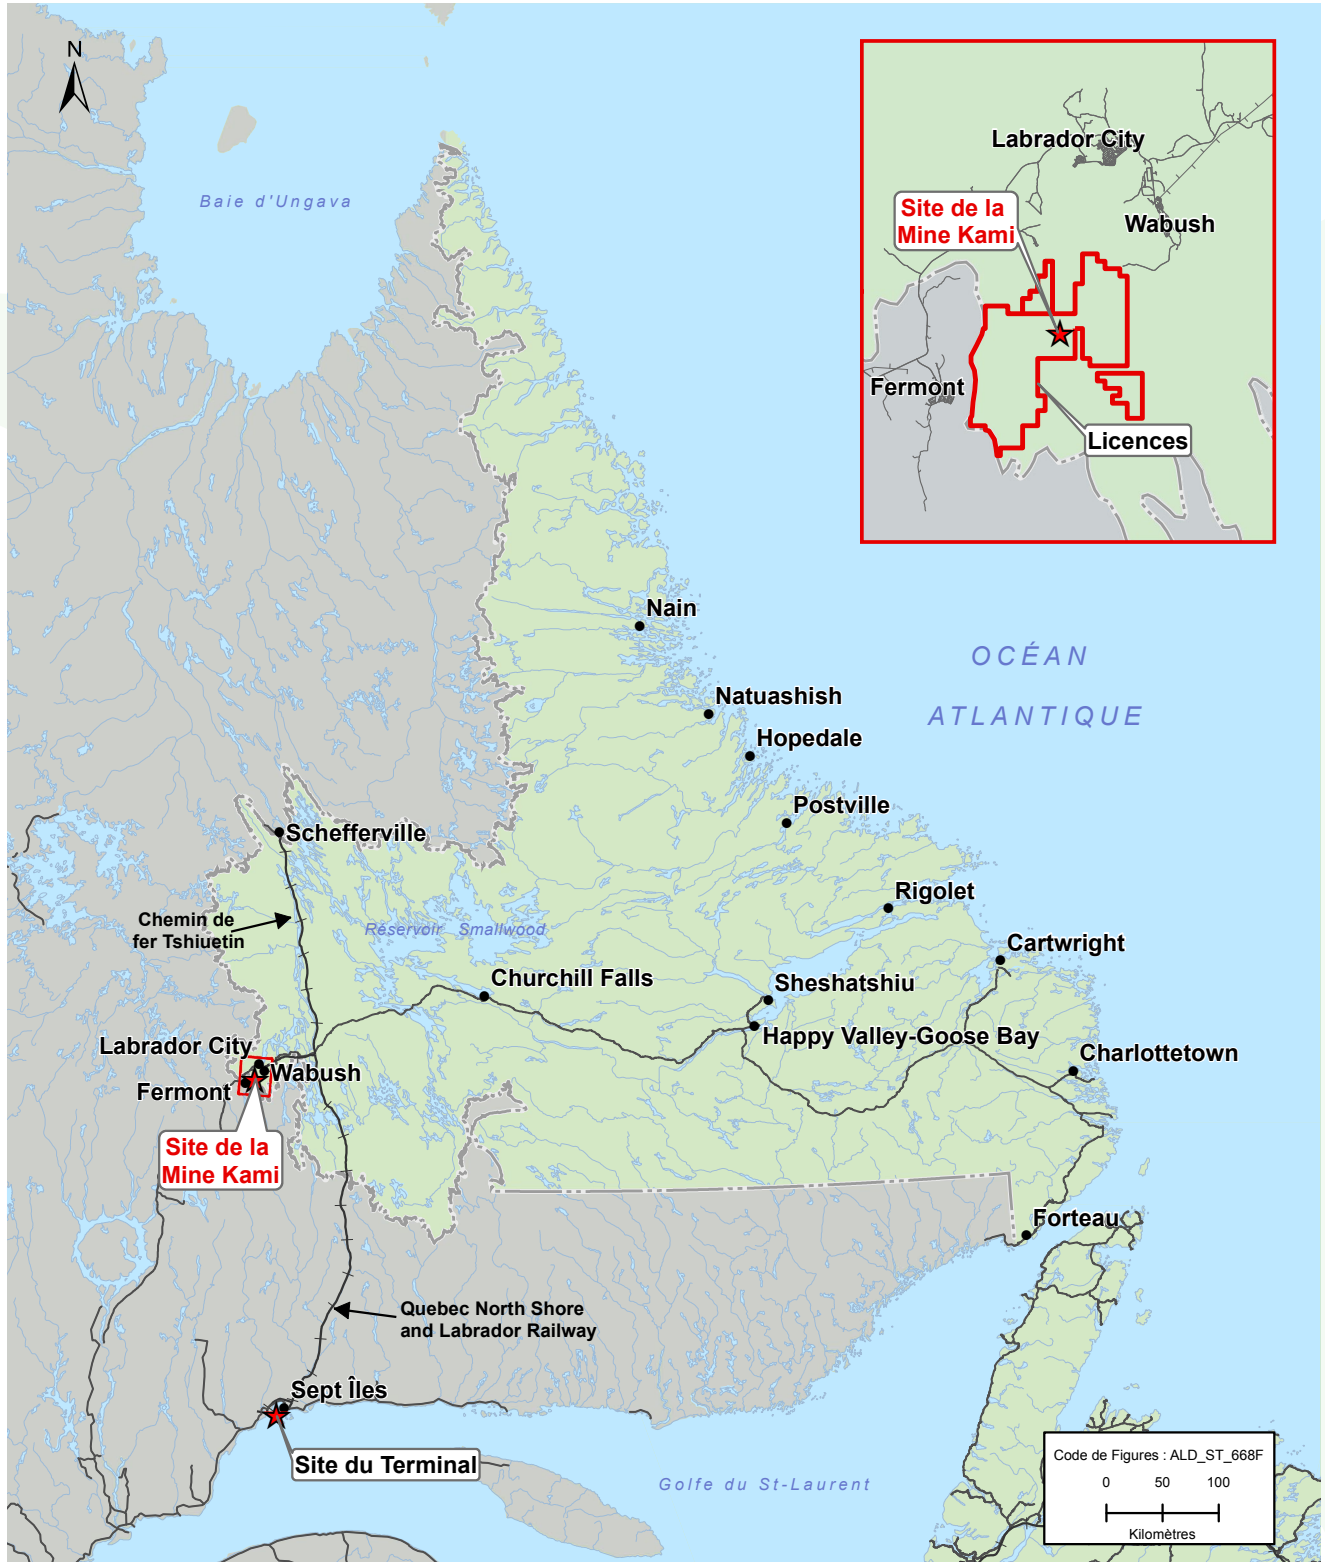 N
Baie d'Ungava
Labrador City
Site de la
Mine Kami
Wabush
Fermont
Licences
Nain
OCÉAN
ATLANTIQUE
Natuashish
Hopedale
Postville
Schefferville
Rigolet
Chemin de
fer Tshiuetin
Réservoir Smallwood
Cartwright
Churchill Falls
Sheshatshiu
Happy Valley-Goose Bay
Labrador City
Wabush
Charlottetown
Fermont
Site de la
Mine Kami
Forteau
Quebec North Shore
and Labrador Railway
Sept Îles
Site du Terminal
Golfe du St-Laurent
Code de Figures : ALD_ST_668F
0 50 100
Kilomètres